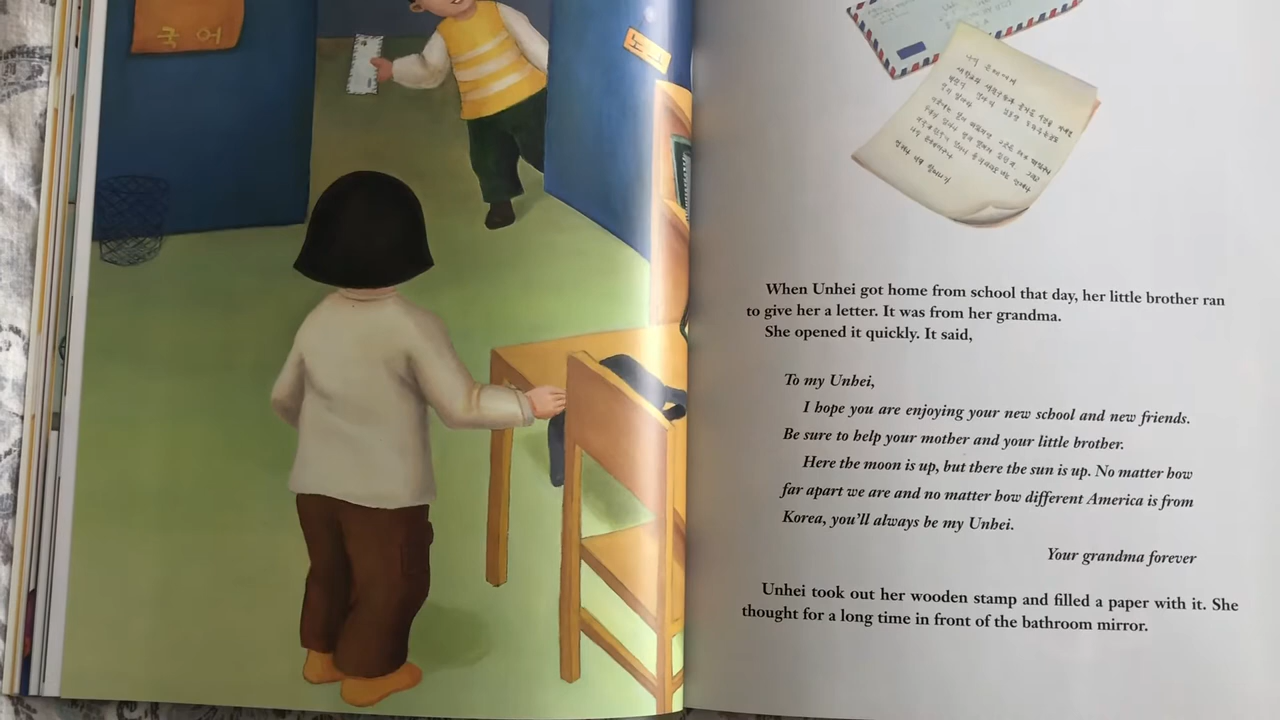 국 어
When Unhei got home from school that day, her little brother ran
to give her a letter. It was from her grandma.
She opened it quickly. It said,
To my Unhei,
I hope you are enjoying your new school and new friends.
Be sure to help your mother and your little brother.
Here the moon is up, but there the sun is up. No matter how
far apart we are and no matter how different America is from
Korea, you'll always be my Unhei.
Your grandma forever
Unhei took out her wooden stamp and filled a paper with it. She
thought for a long time in front of the bathroom mirror.